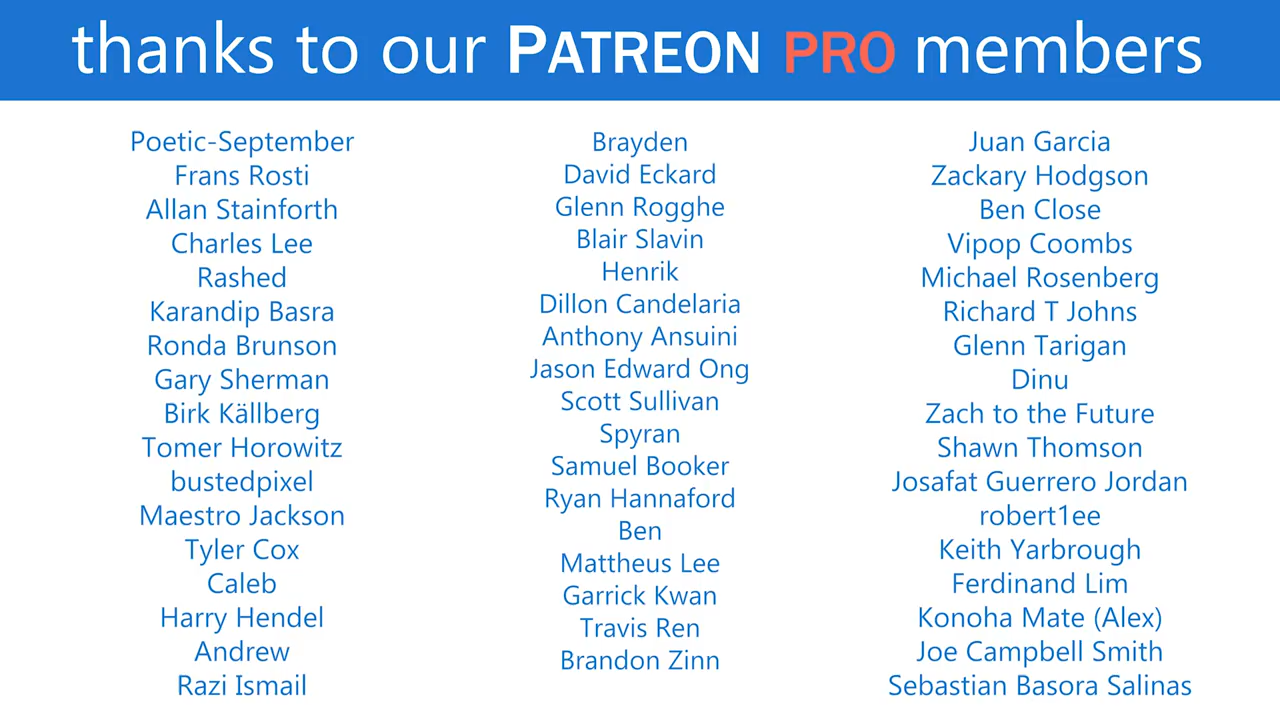 thanks to our PATREON PRO members
Poetic-September
Frans Rosti
Allan Stainforth
Charles Lee
Rashed
Karandip Basra
Ronda Brunson
Gary Sherman
Birk Källberg
Tomer Horowitz
bustedpixel
Maestro Jackson
Tyler Cox
Caleb
Harry Hendel
Andrew
Razi Ismail
Brayden
David Eckard
Glenn Rogghe
Blair Slavin
Henrik
Dillon Candelaria
Anthony Ansuini
Jason Edward Ong
Scott Sullivan
Spyran
Samuel Booker
Ryan Hannaford
Ben
Mattheus Lee
Garrick Kwan
Travis Ren
Brandon Zinn
Juan Garcia
Zackary Hodgson
Ben Close
Vipop Coombs
Michael Rosenberg
Richard T Johns
Glenn Tarigan
Dinu
Zach to the Future
Shawn Thomson
Josafat Guerrero Jordan
robert1ee
Keith Yarbrough
Ferdinand Lim
Konoha Mate (Alex)
Joe Campbell Smith
Sebastian Basora Salinas